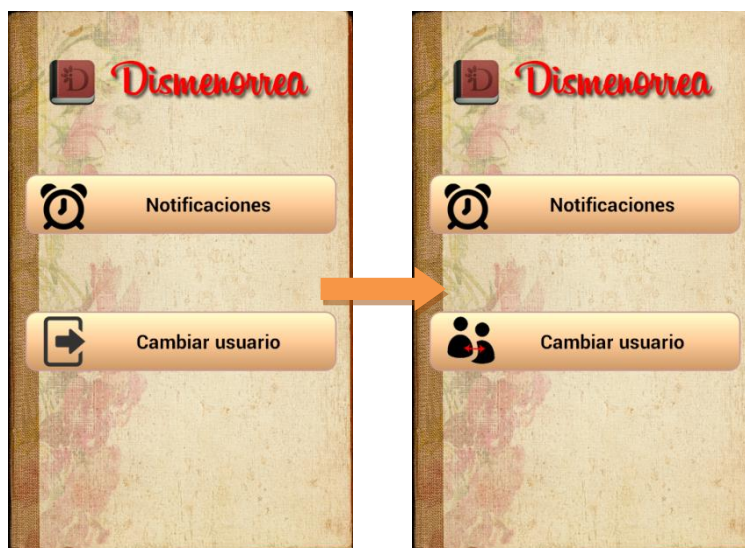 D Dismenorrea
Notificaciones
Cambiar usuario
D Dismenorrea
Notificaciones
Cambiar usuario